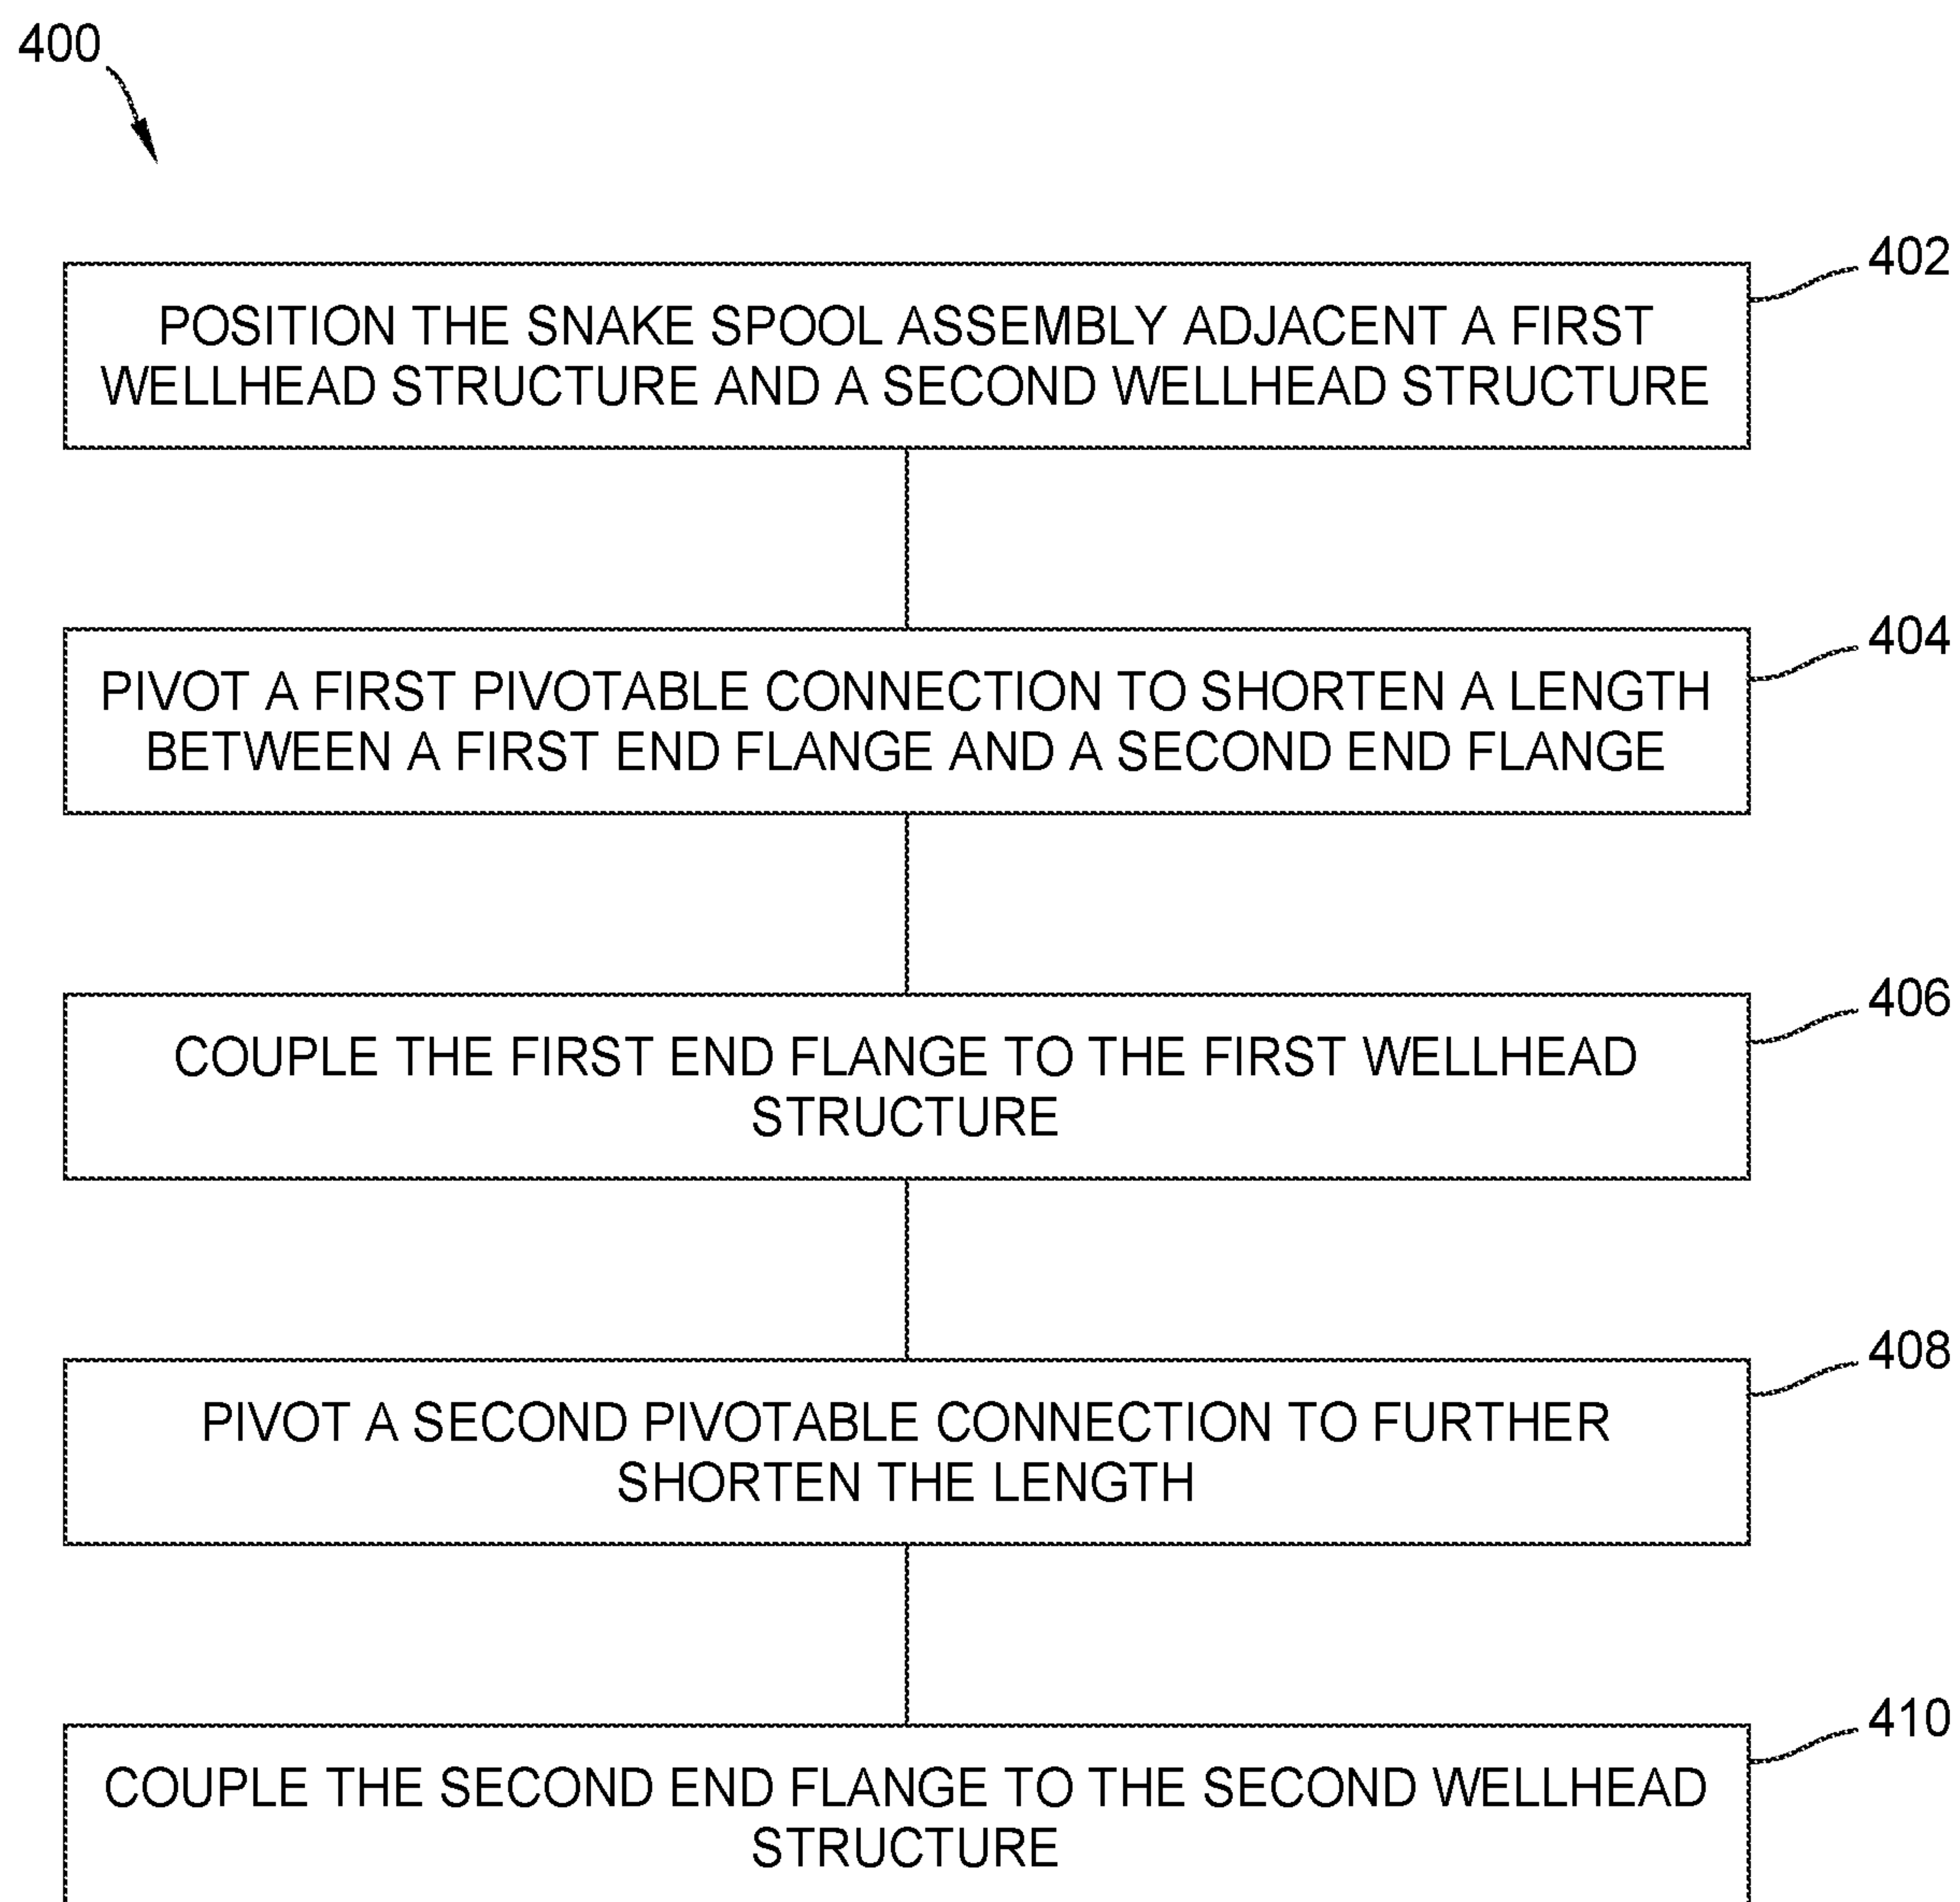 400
402
POSITION THE SNAKE SPOOL ASSEMBLY ADJACENT A FIRST
WELLHEAD STRUCTURE AND A SECOND WELLHEAD STRUCTURE
404
PIVOT A FIRST PIVOTABLE CONNECTION TO SHORTEN A LENGTH
BETWEEN A FIRST END FLANGE AND A SECOND END FLANGE
406
COUPLE THE FIRST END FLANGE TO THE FIRST WELLHEAD
STRUCTURE
408
PIVOT A SECOND PIVOTABLE CONNECTION TO FURTHER
SHORTEN THE LENGTH
410
COUPLE THE SECOND END FLANGE TO THE SECOND WELLHEAD
STRUCTURE